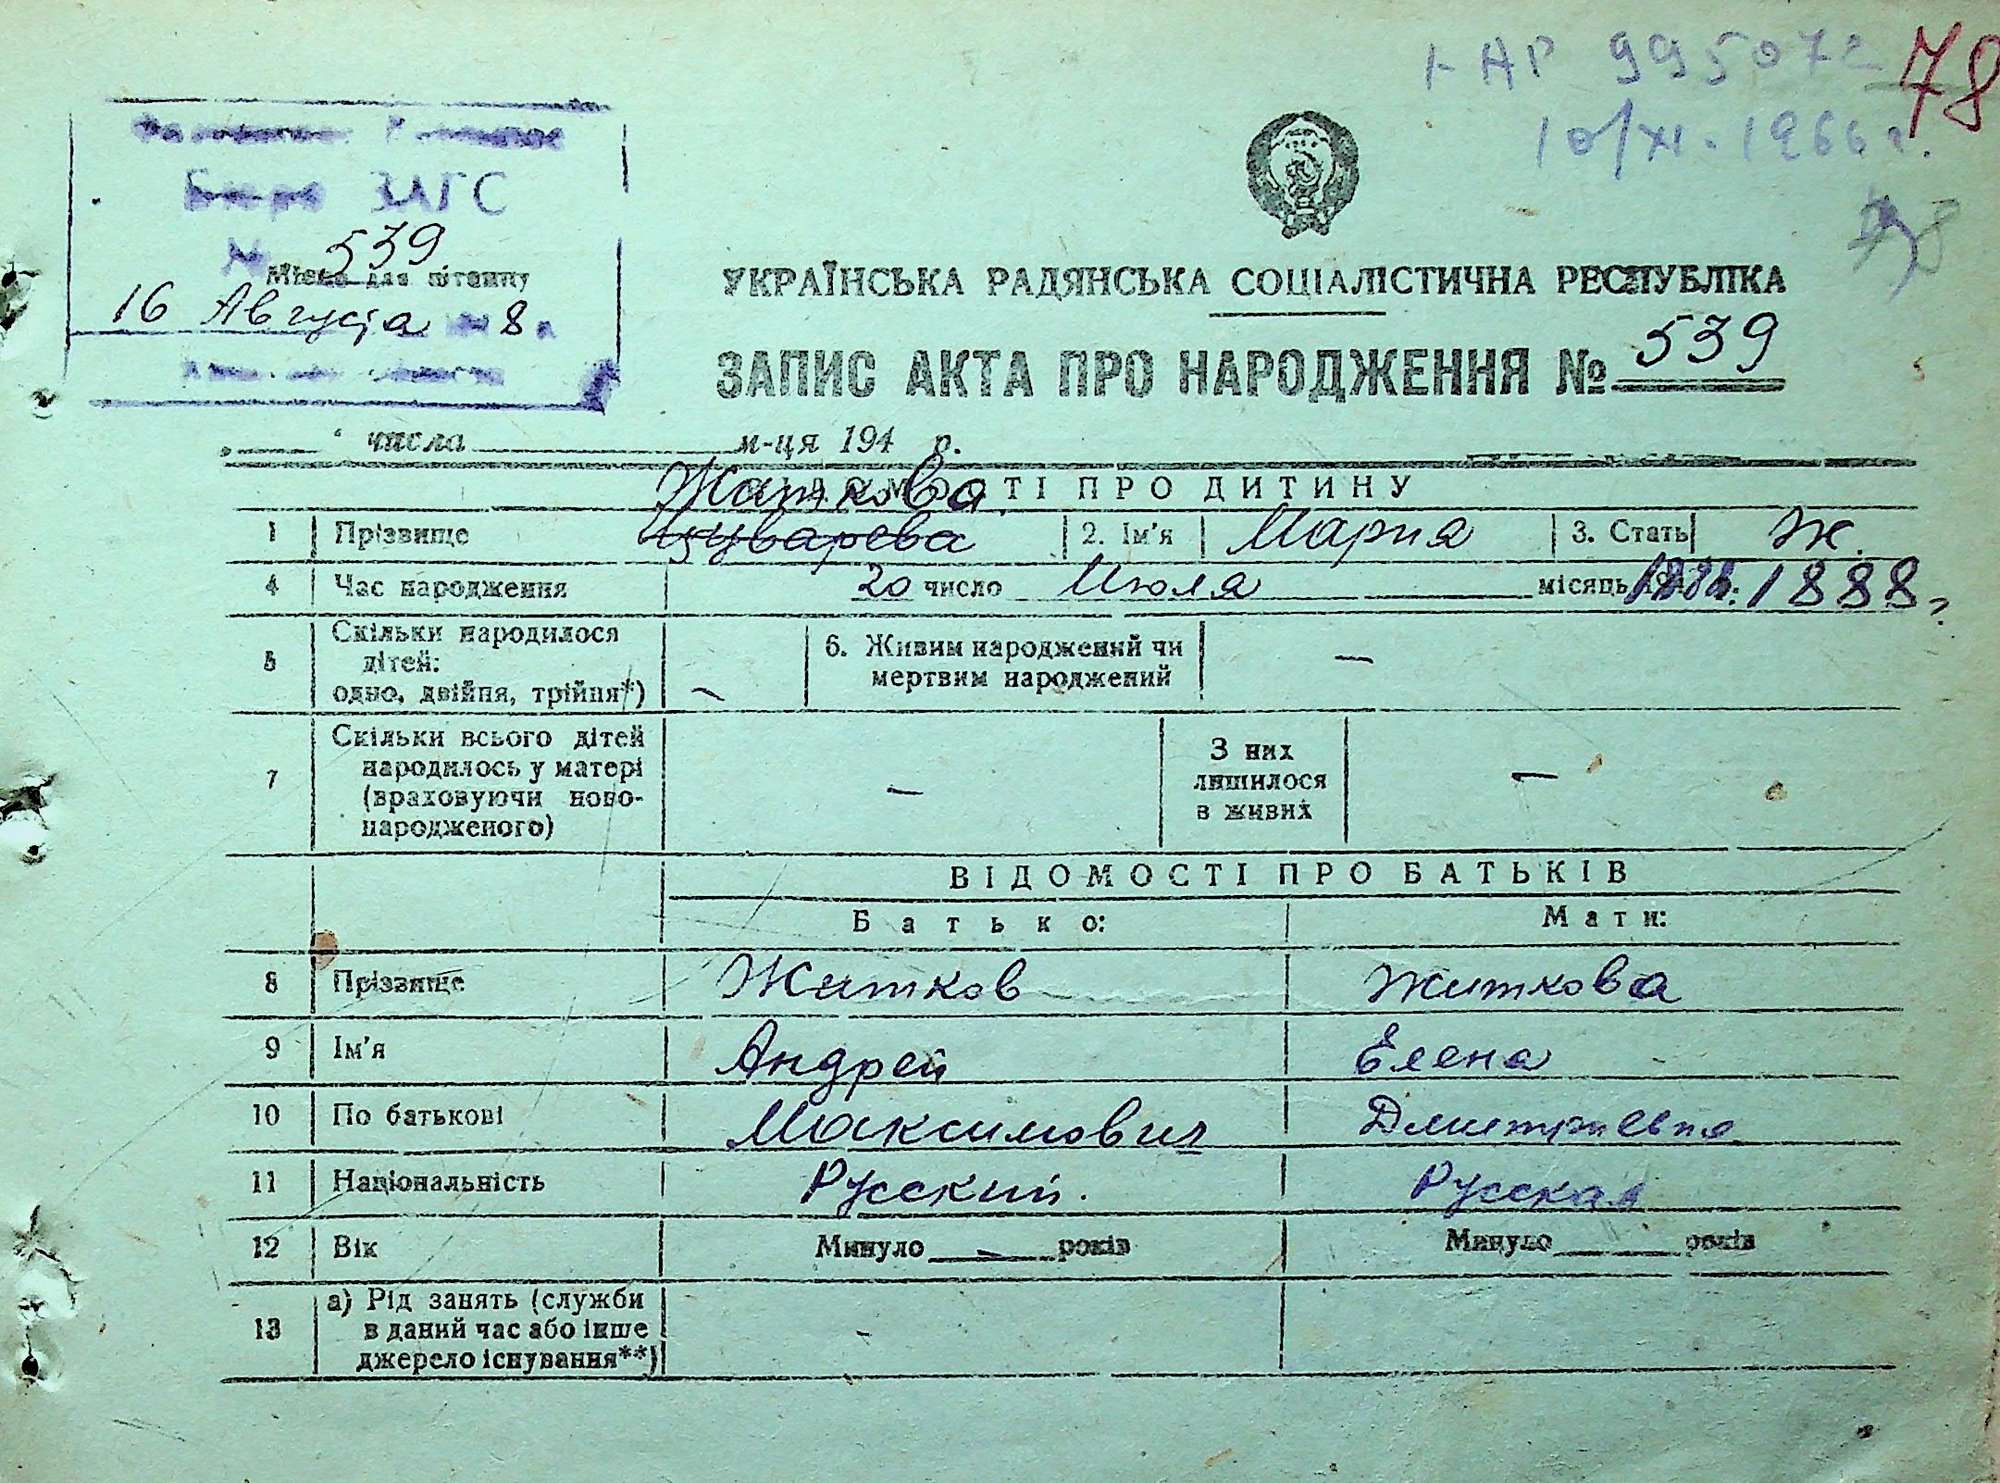 АР 995072
78
10/XI. 1966 г.
Бюро ЗАГС
№ 539
Місце для штампу
16 Августа 8 г.
УКРАЇНСЬКА РАДЯНСЬКА СОЦІАЛІСТИЧНА РЕСПУБЛІКА
ЗАПИС АКТА ПРО НАРОДЖЕННЯ № 539
числа м-ця 194 р.
Житкова
ВІДОМОСТІ ПРО ДИТИНУ
1 Прізвище 2. Ім'я Мария 3. Стать Ж.
4 Час народження 20 число Июля місяць 1888 г.
5 Скільки народилося дітей: одно, двійня, трійня*) — 6. Живим народжений чи мертвим народжений —
7 Скільки всього дітей народилось у матері (враховуючи новонародженого) — З них лишилося в живих —
ВІДОМОСТІ ПРО БАТЬКІВ
Батько: Мати:
8 Прізвище Житков Житкова
9 Ім'я Андрей Елена
10 По батькові Максимович Дмитриевна
11 Національність Русский. Русская
12 Вік Минуло — років Минуло років
13 а) Рід занять (служби в даний час або інше джерело існування**) -